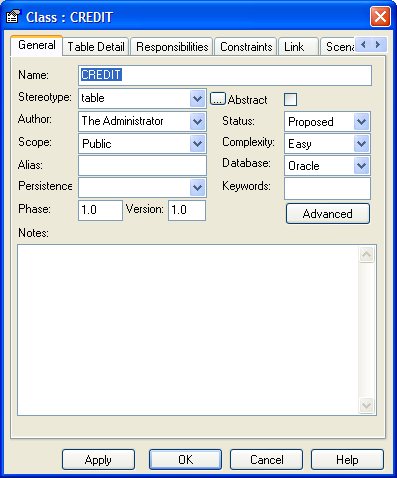 Class : CREDIT
General Table Detail Responsibilities Constraints Link Scena
Name: CREDIT
Stereotype: table ... Abstract
Author: The Administrator Status: Proposed
Scope: Public Complexity: Easy
Alias: Database: Oracle
Persistence Keywords:
Phase: 1.0 Version: 1.0 Advanced
Notes:
Apply OK Cancel Help